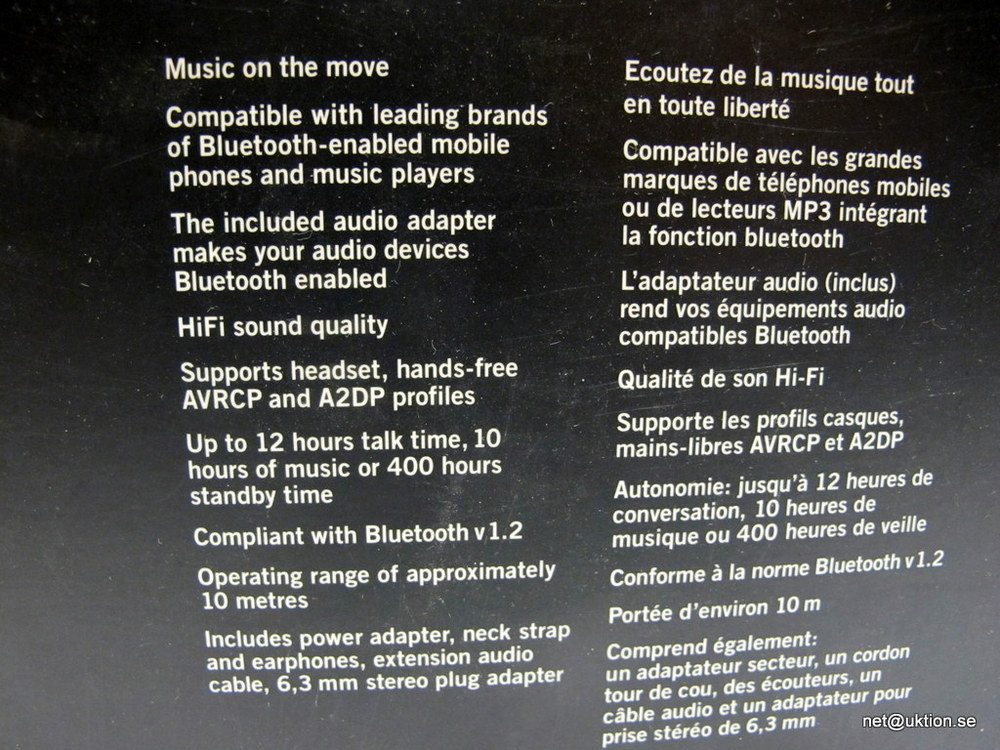 Music on the move
Compatible with leading brands
of Bluetooth-enabled mobile
phones and music players
The included audio adapter
makes your audio devices
Bluetooth enabled
HiFi sound quality
Supports headset, hands-free
AVRCP and A2DP profiles
Up to 12 hours talk time, 10
hours of music or 400 hours
standby time
Compliant with Bluetooth v1.2
Operating range of approximately
10 metres
Includes power adapter, neck strap
and earphones, extension audio
cable, 6,3 mm stereo plug adapter
Ecoutez de la musique tout
en toute liberté
Compatible avec les grandes
marques de téléphones mobiles
ou de lecteurs MP3 intégrant
la fonction bluetooth
L'adaptateur audio (inclus)
rend vos équipements audio
compatibles Bluetooth
Qualité de son Hi-Fi
Supporte les profils casques,
mains-libres AVRCP et A2DP
Autonomie: jusqu'à 12 heures de
conversation, 10 heures de
musique ou 400 heures de veille
Conforme à la norme Bluetooth v1.2
Portée d'environ 10 m
Comprend également:
un adaptateur secteur, un cordon
tour de cou, des écouteurs, un
câble audio et un adaptateur pour
prise stéréo de 6,3 mm
net@uktion.se